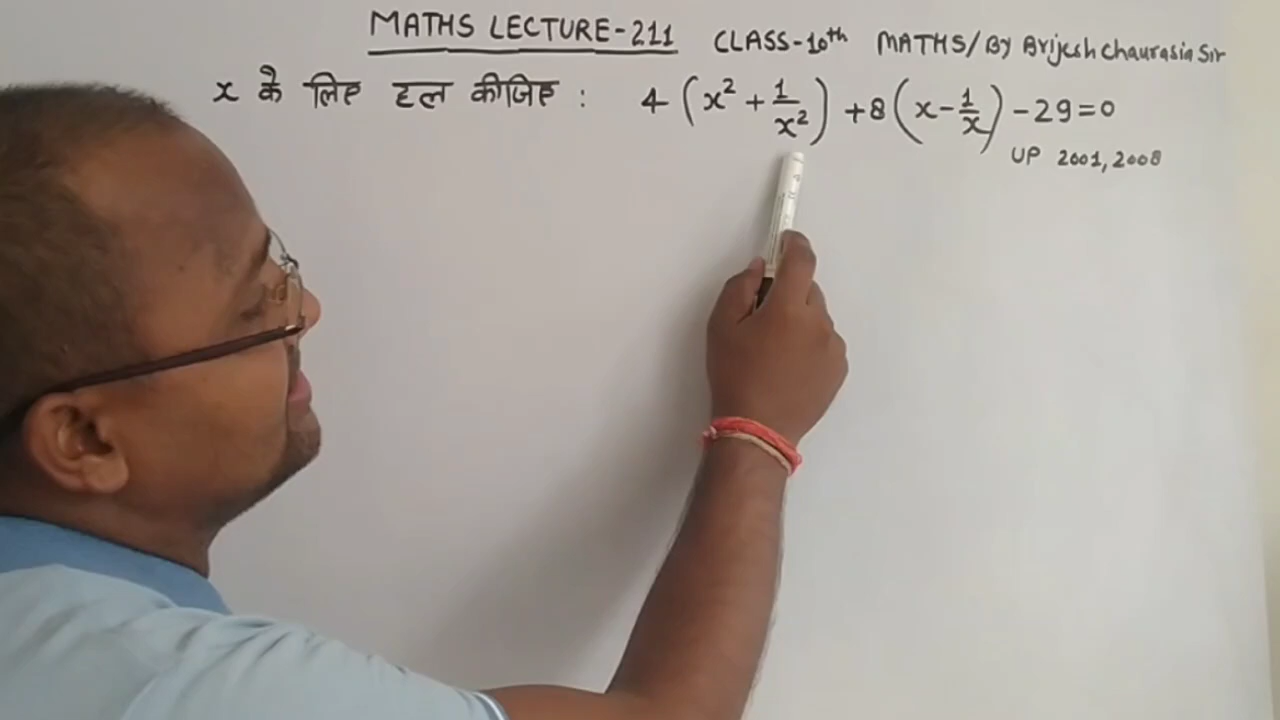 MATHS LECTURE-211 CLASS-10th MATHS/By Brijesh Chaurasia Sir
x के लिए हल कीजिए : 4(x² + 1/x²) + 8(x - 1/x) - 29 = 0
UP 2001, 2008